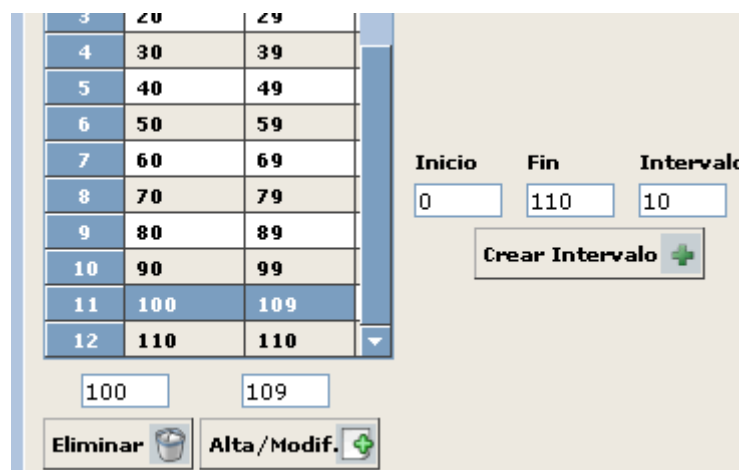 3 20 29
4 30 39
5 40 49
6 50 59
7 60 69
8 70 79
9 80 89
10 90 99
11 100 109
12 110 110
100 109
Eliminar Alta/Modif.
Inicio Fin Intervalo
0 110 10
Crear Intervalo